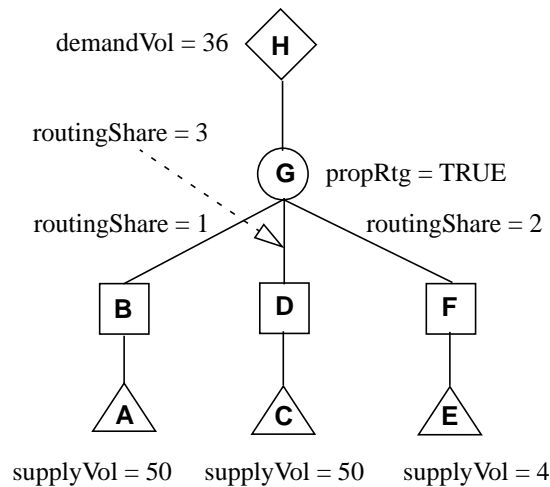 demandVol = 36
H
routingShare = 3
G
propRtg = TRUE
routingShare = 1
routingShare = 2
B
D
F
A
C
E
supplyVol = 50
supplyVol = 50
supplyVol = 4